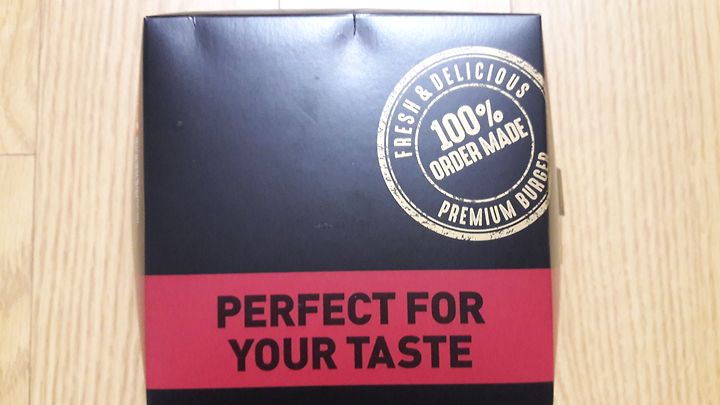 FRESH & DELICIOUS
100%
ORDER MADE
PREMIUM BURGER
PERFECT FOR
YOUR TASTE